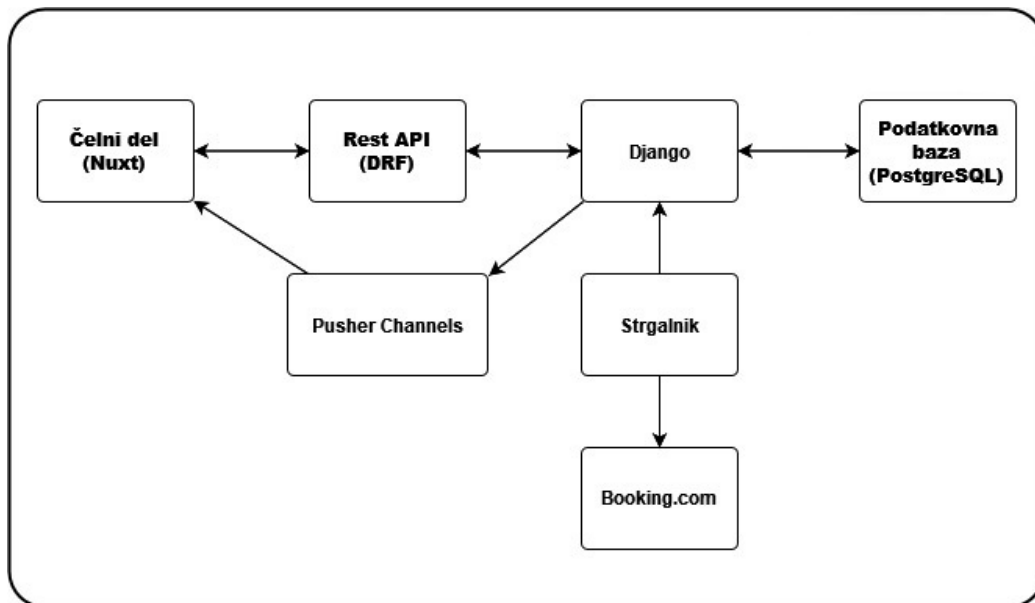 Čelni del
(Nuxt)
Rest API
(DRF)
Django
Podatkovna
baza
(PostgreSQL)
Pusher Channels
Strgalnik
Booking.com